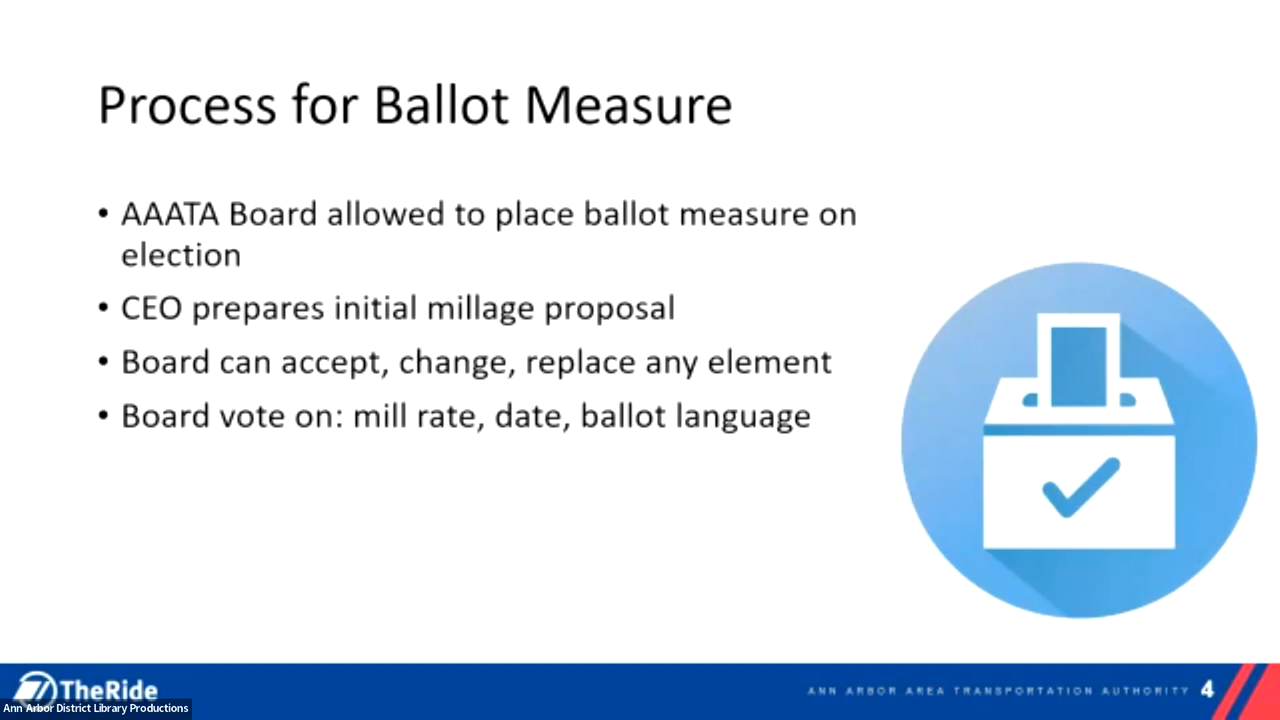 Process for Ballot Measure
• AAATA Board allowed to place ballot measure on
election
• CEO prepares initial millage proposal
• Board can accept, change, replace any element
• Board vote on: mill rate, date, ballot language
TheRide
ANN ARBOR AREA TRANSPORTATION AUTHORITY 4
Ann Arbor District Library Productions